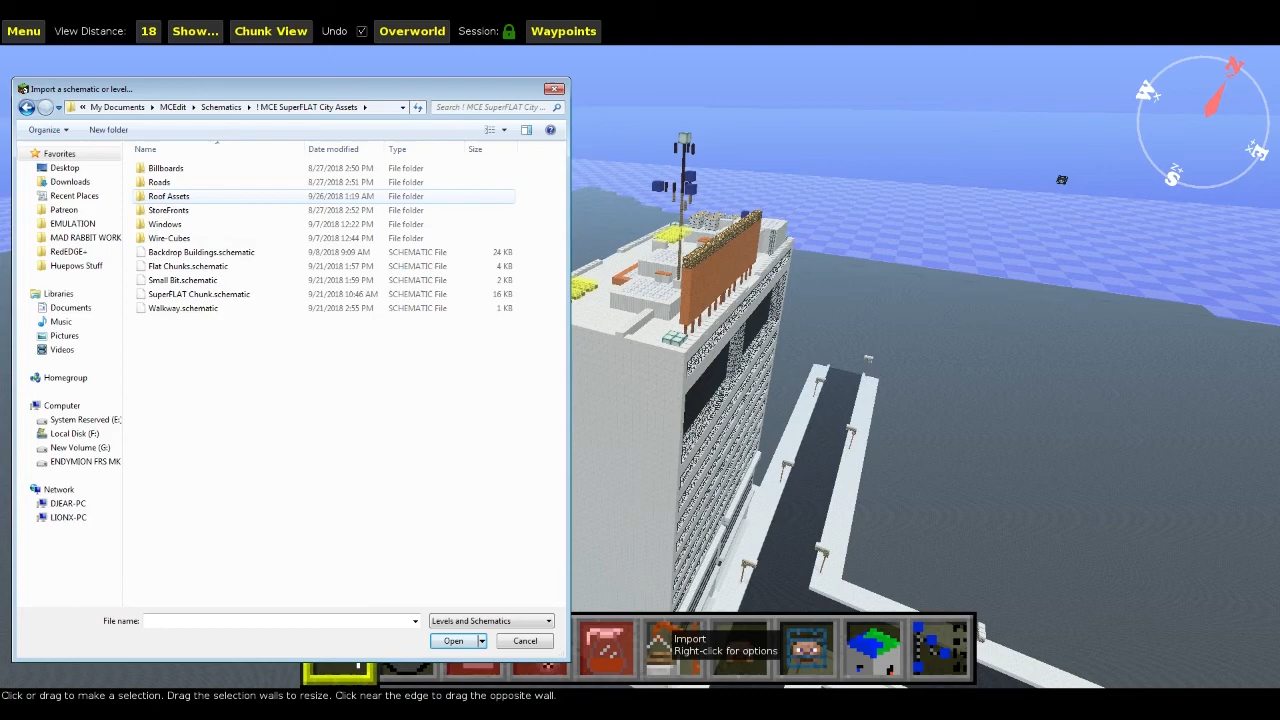 Menu View Distance: 18 Show... Chunk View Undo Overworld Session: Waypoints
Import a schematic or level...
« My Documents MCEdit Schematics ! MCE SuperFLAT City Assets Search ! MCE SuperFLAT City ...
Organize New folder
Name Date modified Type Size
Favorites
Desktop
Downloads
Recent Places
Patreon
EMULATION
MAD RABBIT WORK
RedEDGE+
Huepows Stuff
Libraries
Documents
Music
Pictures
Videos
Homegroup
Computer
System Reserved (E:
Local Disk (F:)
New Volume (G:)
ENDYMION FRS MK
Network
DJEAR-PC
LIONX-PC
Billboards 8/27/2018 2:50 PM File folder
Roads 8/27/2018 2:51 PM File folder
Roof Assets 9/26/2018 1:19 AM File folder
StoreFronts 8/27/2018 2:52 PM File folder
Windows 9/7/2018 12:22 PM File folder
Wire-Cubes 9/7/2018 12:44 PM File folder
Backdrop Buildings.schematic 9/8/2018 9:09 AM SCHEMATIC File 24 KB
Flat Chunks.schematic 9/21/2018 1:57 PM SCHEMATIC File 4 KB
Small Bit.schematic 9/21/2018 1:59 PM SCHEMATIC File 2 KB
SuperFLAT Chunk.schematic 9/21/2018 10:46 AM SCHEMATIC File 16 KB
Walkway.schematic 9/21/2018 2:55 PM SCHEMATIC File 1 KB
File name: Levels and Schematics
Open Cancel
N
S
Import
Right-click for options
Click or drag to make a selection. Drag the selection walls to resize. Click near the edge to drag the opposite wall.